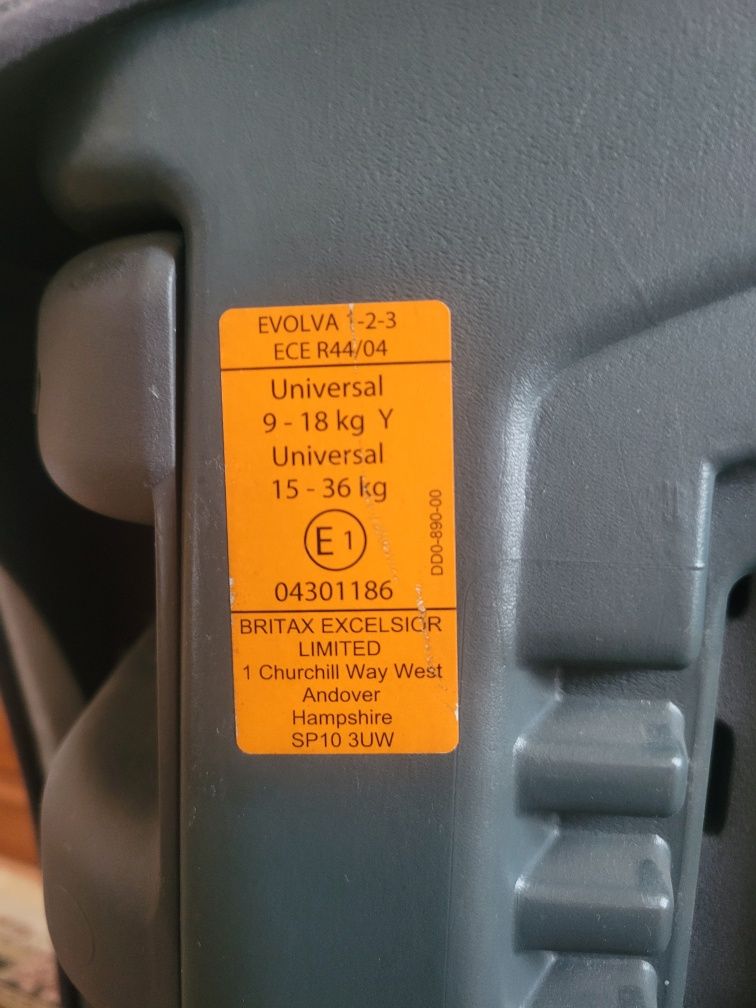 EVOLVA 1-2-3
ECE R44/04
Universal
9 - 18 kg Y
Universal
15 - 36 kg
E 1
04301186
DD0-890-00
BRITAX EXCELSIOR
LIMITED
1 Churchill Way West
Andover
Hampshire
SP10 3UW